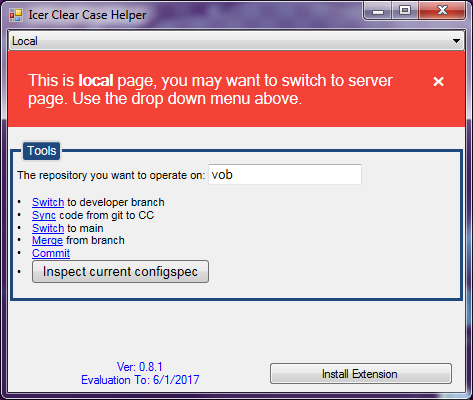 Icer Clear Case Helper
Local
This is local page, you may want to switch to server
page. Use the drop down menu above.
×
Tools
The repository you want to operate on: vob
• Switch to developer branch
• Sync code from git to CC
• Switch to main
• Merge from branch
• Commit
• Inspect current configspec
Ver: 0.8.1
Evaluation To: 6/1/2017
Install Extension